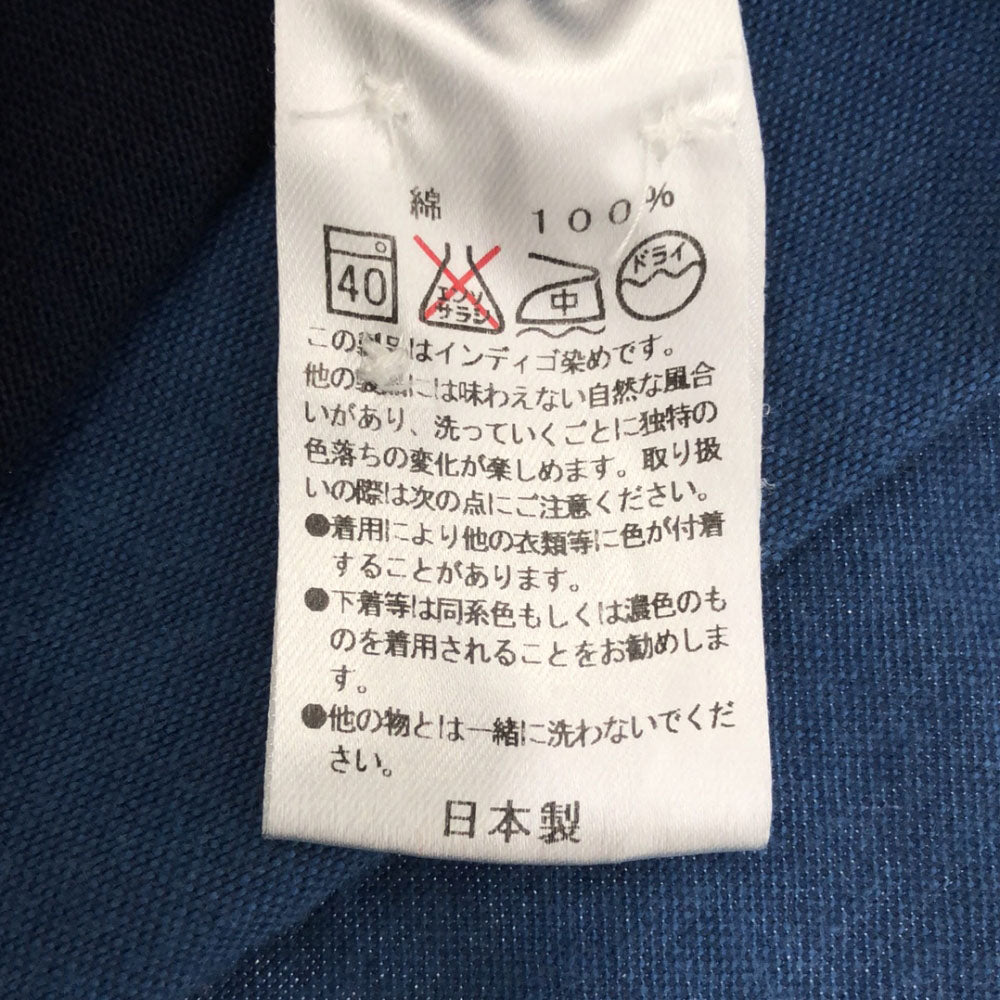 綿 100%
40 エンソ サラシ 中 ドライ
この製品はインディゴ染めです。
他の製品には味わえない自然な風合
いがあり、洗っていくごとに独特の
色落ちの変化が楽しめます。取り扱
いの際は次の点にご注意ください。
●着用により他の衣類等に色が付着
することがあります。
●下着等は同系色もしくは濃色のも
のを着用されることをお勧めしま
す。
●他の物とは一緒に洗わないでくだ
さい。
日本製